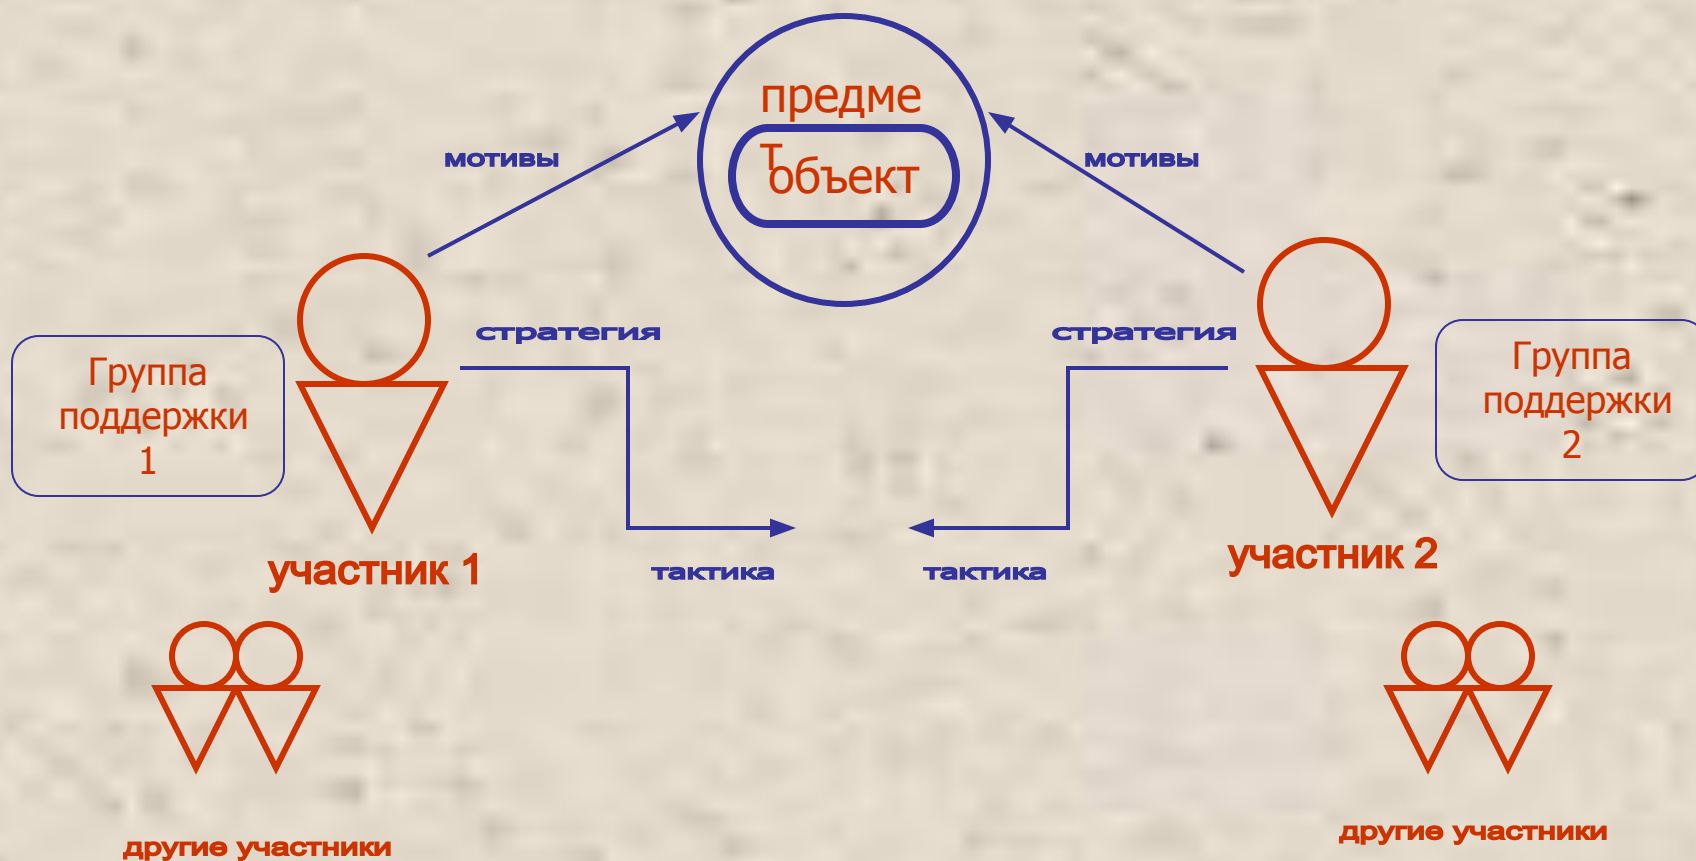 предме
т
объект
мотивы
мотивы
стратегия
стратегия
Группа
поддержки
1
Группа
поддержки
2
участник 1
участник 2
тактика
тактика
другие участники
другие участники